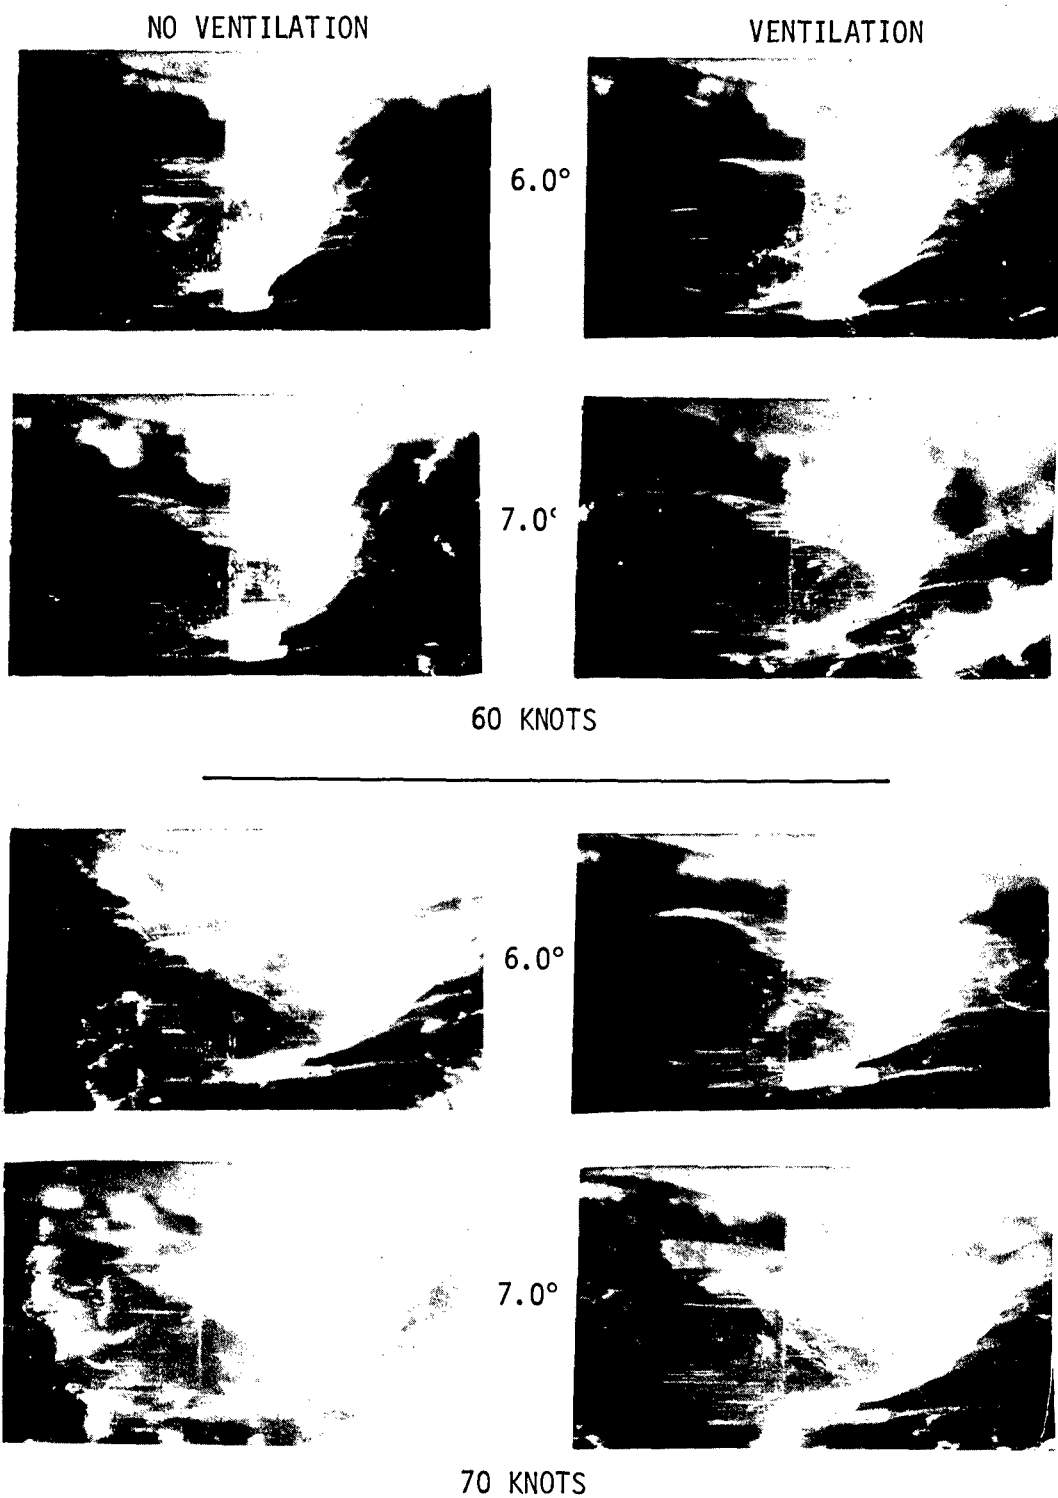 NO VENTILATION
VENTILATION
6.0°
7.0°
60 KNOTS
6.0°
7.0°
70 KNOTS